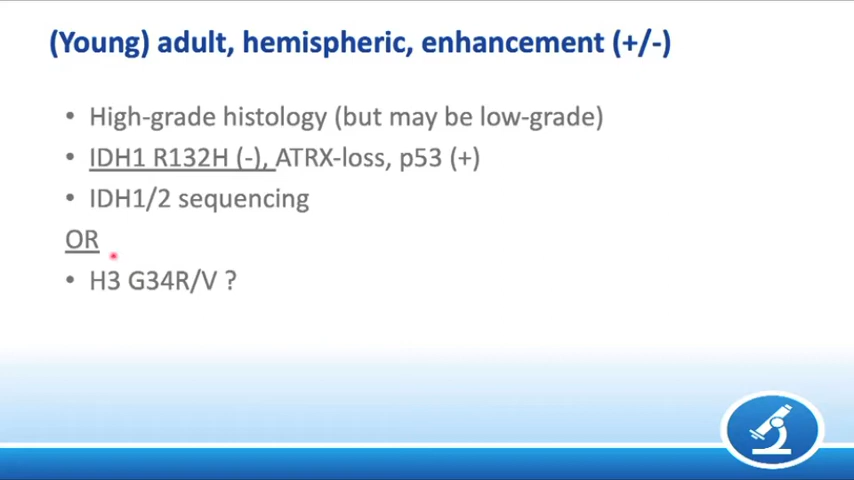 (Young) adult, hemispheric, enhancement (+/-)
• High-grade histology (but may be low-grade)
• IDH1 R132H (-), ATRX-loss, p53 (+)
• IDH1/2 sequencing
OR
• H3 G34R/V ?